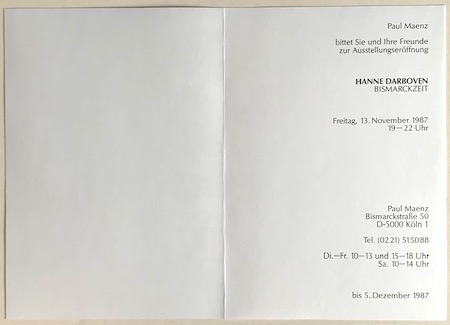 Paul Maenz
bittet Sie und Ihre Freunde
zur Ausstellungseröffnung
HANNE DARBOVEN
BISMARCKZEIT
Freitag, 13. November 1987
19—22 Uhr
Paul Maenz
Bismarckstraße 50
D-5000 Köln 1
Tel. (0221) 515088
Di.—Fr. 10—13 und 15—18 Uhr
Sa. 10—14 Uhr
bis 5. Dezember 1987